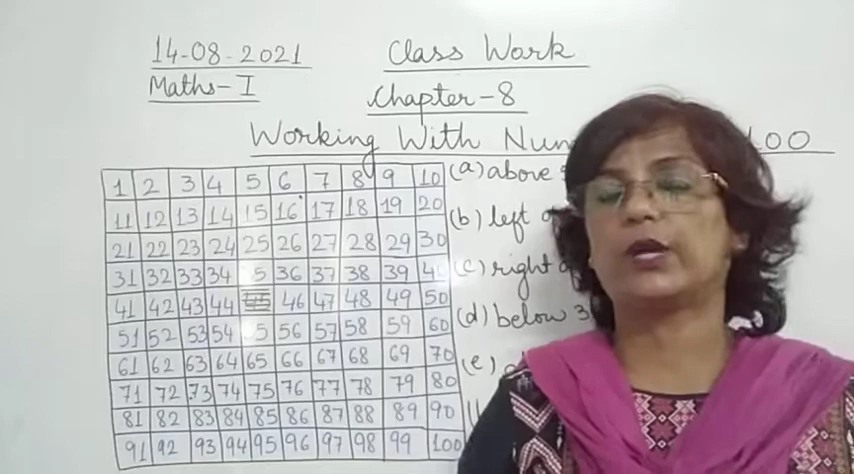 14-08-2021 Class Work
Maths-I Chapter-8
Working With 100
1 2 3 4 5 6 7 8 9 10 (a) above
11 12 13 14 15 16 17 18 19 20
21 22 23 24 25 26 27 28 29 30 (b) left
31 32 33 34 5 36 37 38 39 (c) right
41 42 43 44 46 47 48 49 50
51 52 53 54 5 56 57 58 59 60 (d) below 3
61 62 63 64 65 66 67 68 69 70 (e)
71 72 73 74 75 76 77 78 79 80
81 82 83 84 85 86 87 88 89 90
91 92 93 94 95 96 97 98 99 100